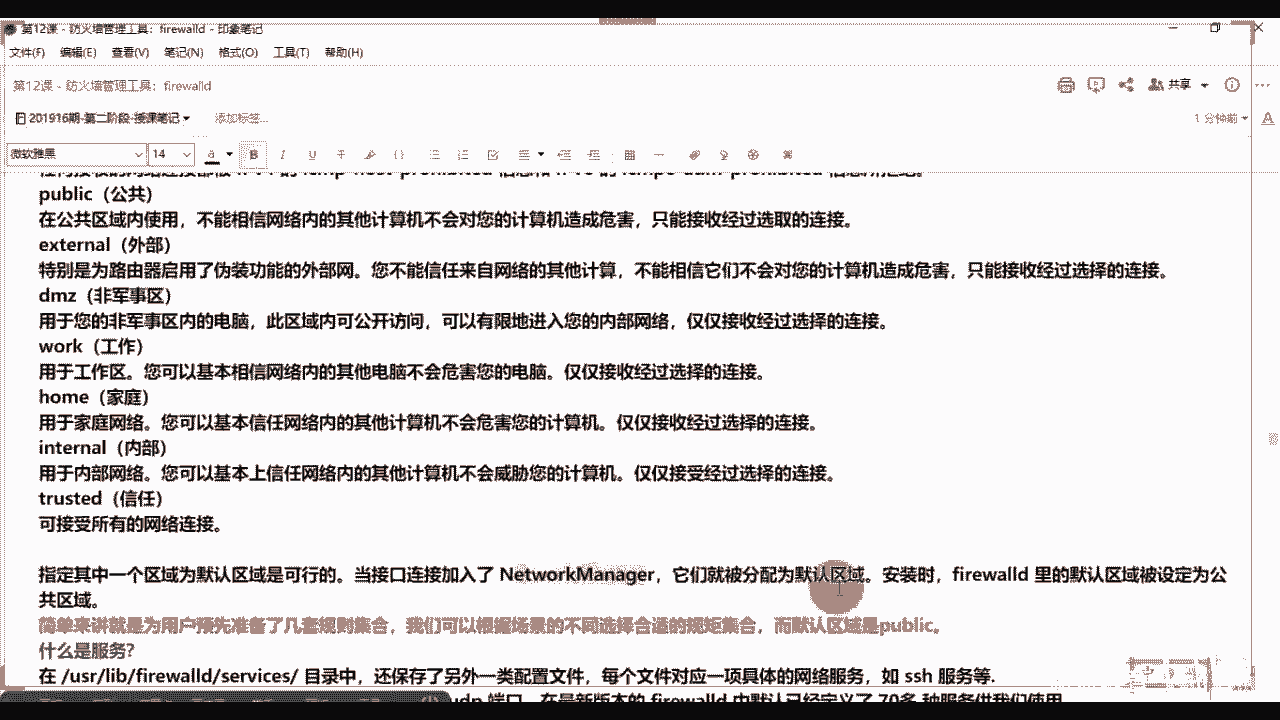 第12课 - 防火墙管理工具：firewalld - 印象笔记
文件(F) 编辑(E) 查看(V) 笔记(N) 格式(O) 工具(T) 帮助(H)
第12课 - 防火墙管理工具：firewalld
共享
201916期-第二阶段-授课笔记
添加标签...
1 分钟前
微软雅黑 14
public（公共）
在公共区域内使用，不能相信网络内的其他计算机不会对您的计算机造成危害，只能接收经过选取的连接。
external（外部）
特别是为路由器启用了伪装功能的外部网。您不能信任来自网络的其他计算，不能相信它们不会对您的计算机造成危害，只能接收经过选择的连接。
dmz（非军事区）
用于您的非军事区内的电脑，此区域内可公开访问，可以有限地进入您的内部网络，仅仅接收经过选择的连接。
work（工作）
用于工作区。您可以基本相信网络内的其他电脑不会危害您的电脑。仅仅接收经过选择的连接。
home（家庭）
用于家庭网络。您可以基本信任网络内的其他计算机不会危害您的计算机。仅仅接收经过选择的连接。
internal（内部）
用于内部网络。您可以基本上信任网络内的其他计算机不会威胁您的计算机。仅仅接受经过选择的连接。
trusted（信任）
可接受所有的网络连接。
指定其中一个区域为默认区域是可行的。当接口连接加入了 NetworkManager，它们就被分配为默认区域。安装时，firewalld 里的默认区域被设定为公
共区域。
简单来讲就是为用户预先准备了几套规则集合，我们可以根据场景的不同选择合适的规矩集合，而默认区域是public。
什么是服务?
在 /usr/lib/firewalld/services/ 目录中，还保存了另外一类配置文件，每个文件对应一项具体的网络服务，如 ssh 服务等.
udp 端口，在最新版本的 firewalld 中默认已经定义了 70多 种服务供我们使用